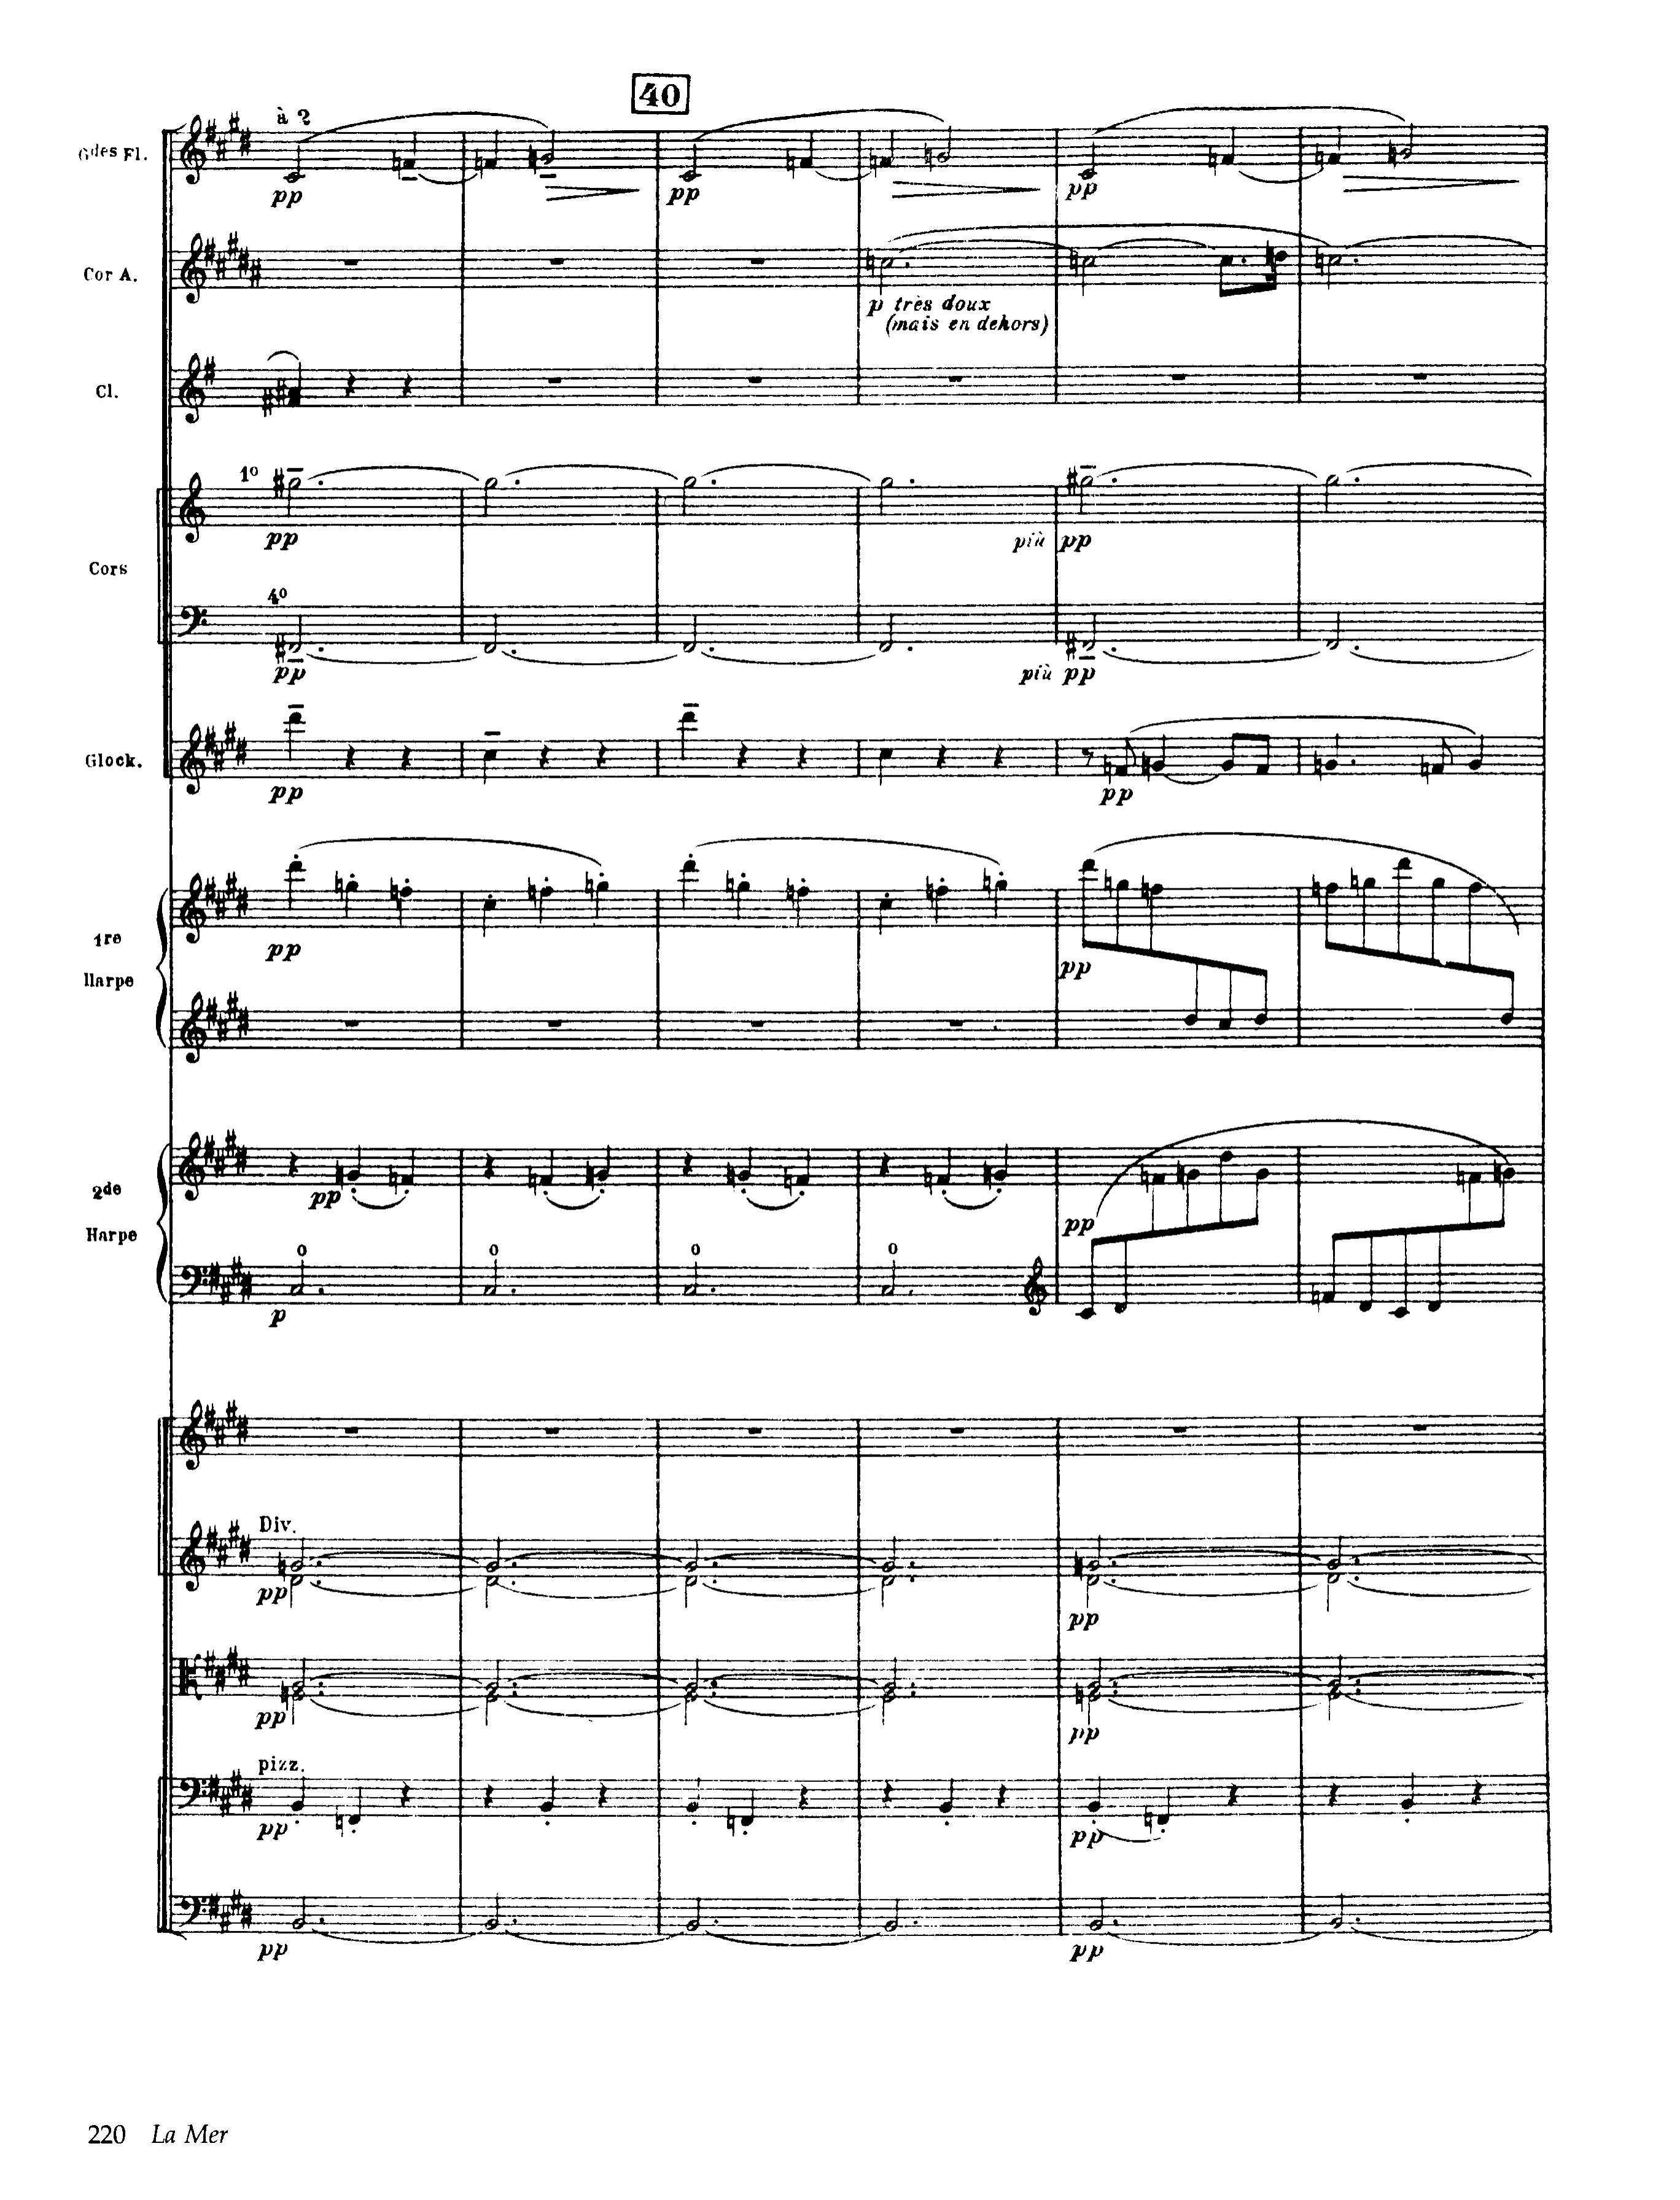 40
à 2
Gdes Fl.
pp
pp
pp
Cor A.
p très doux
(mais en dehors)
Cl.
1o
pp
più pp
Cors
4o
pp
più pp
Glock.
pp
pp
1re
Harpe
pp
pp
2de
Harpe
pp
pp
o
o
o
o
p
Div.
pp
pp
pp
pp
pizz.
pp
pp
pp
pp
220 La Mer